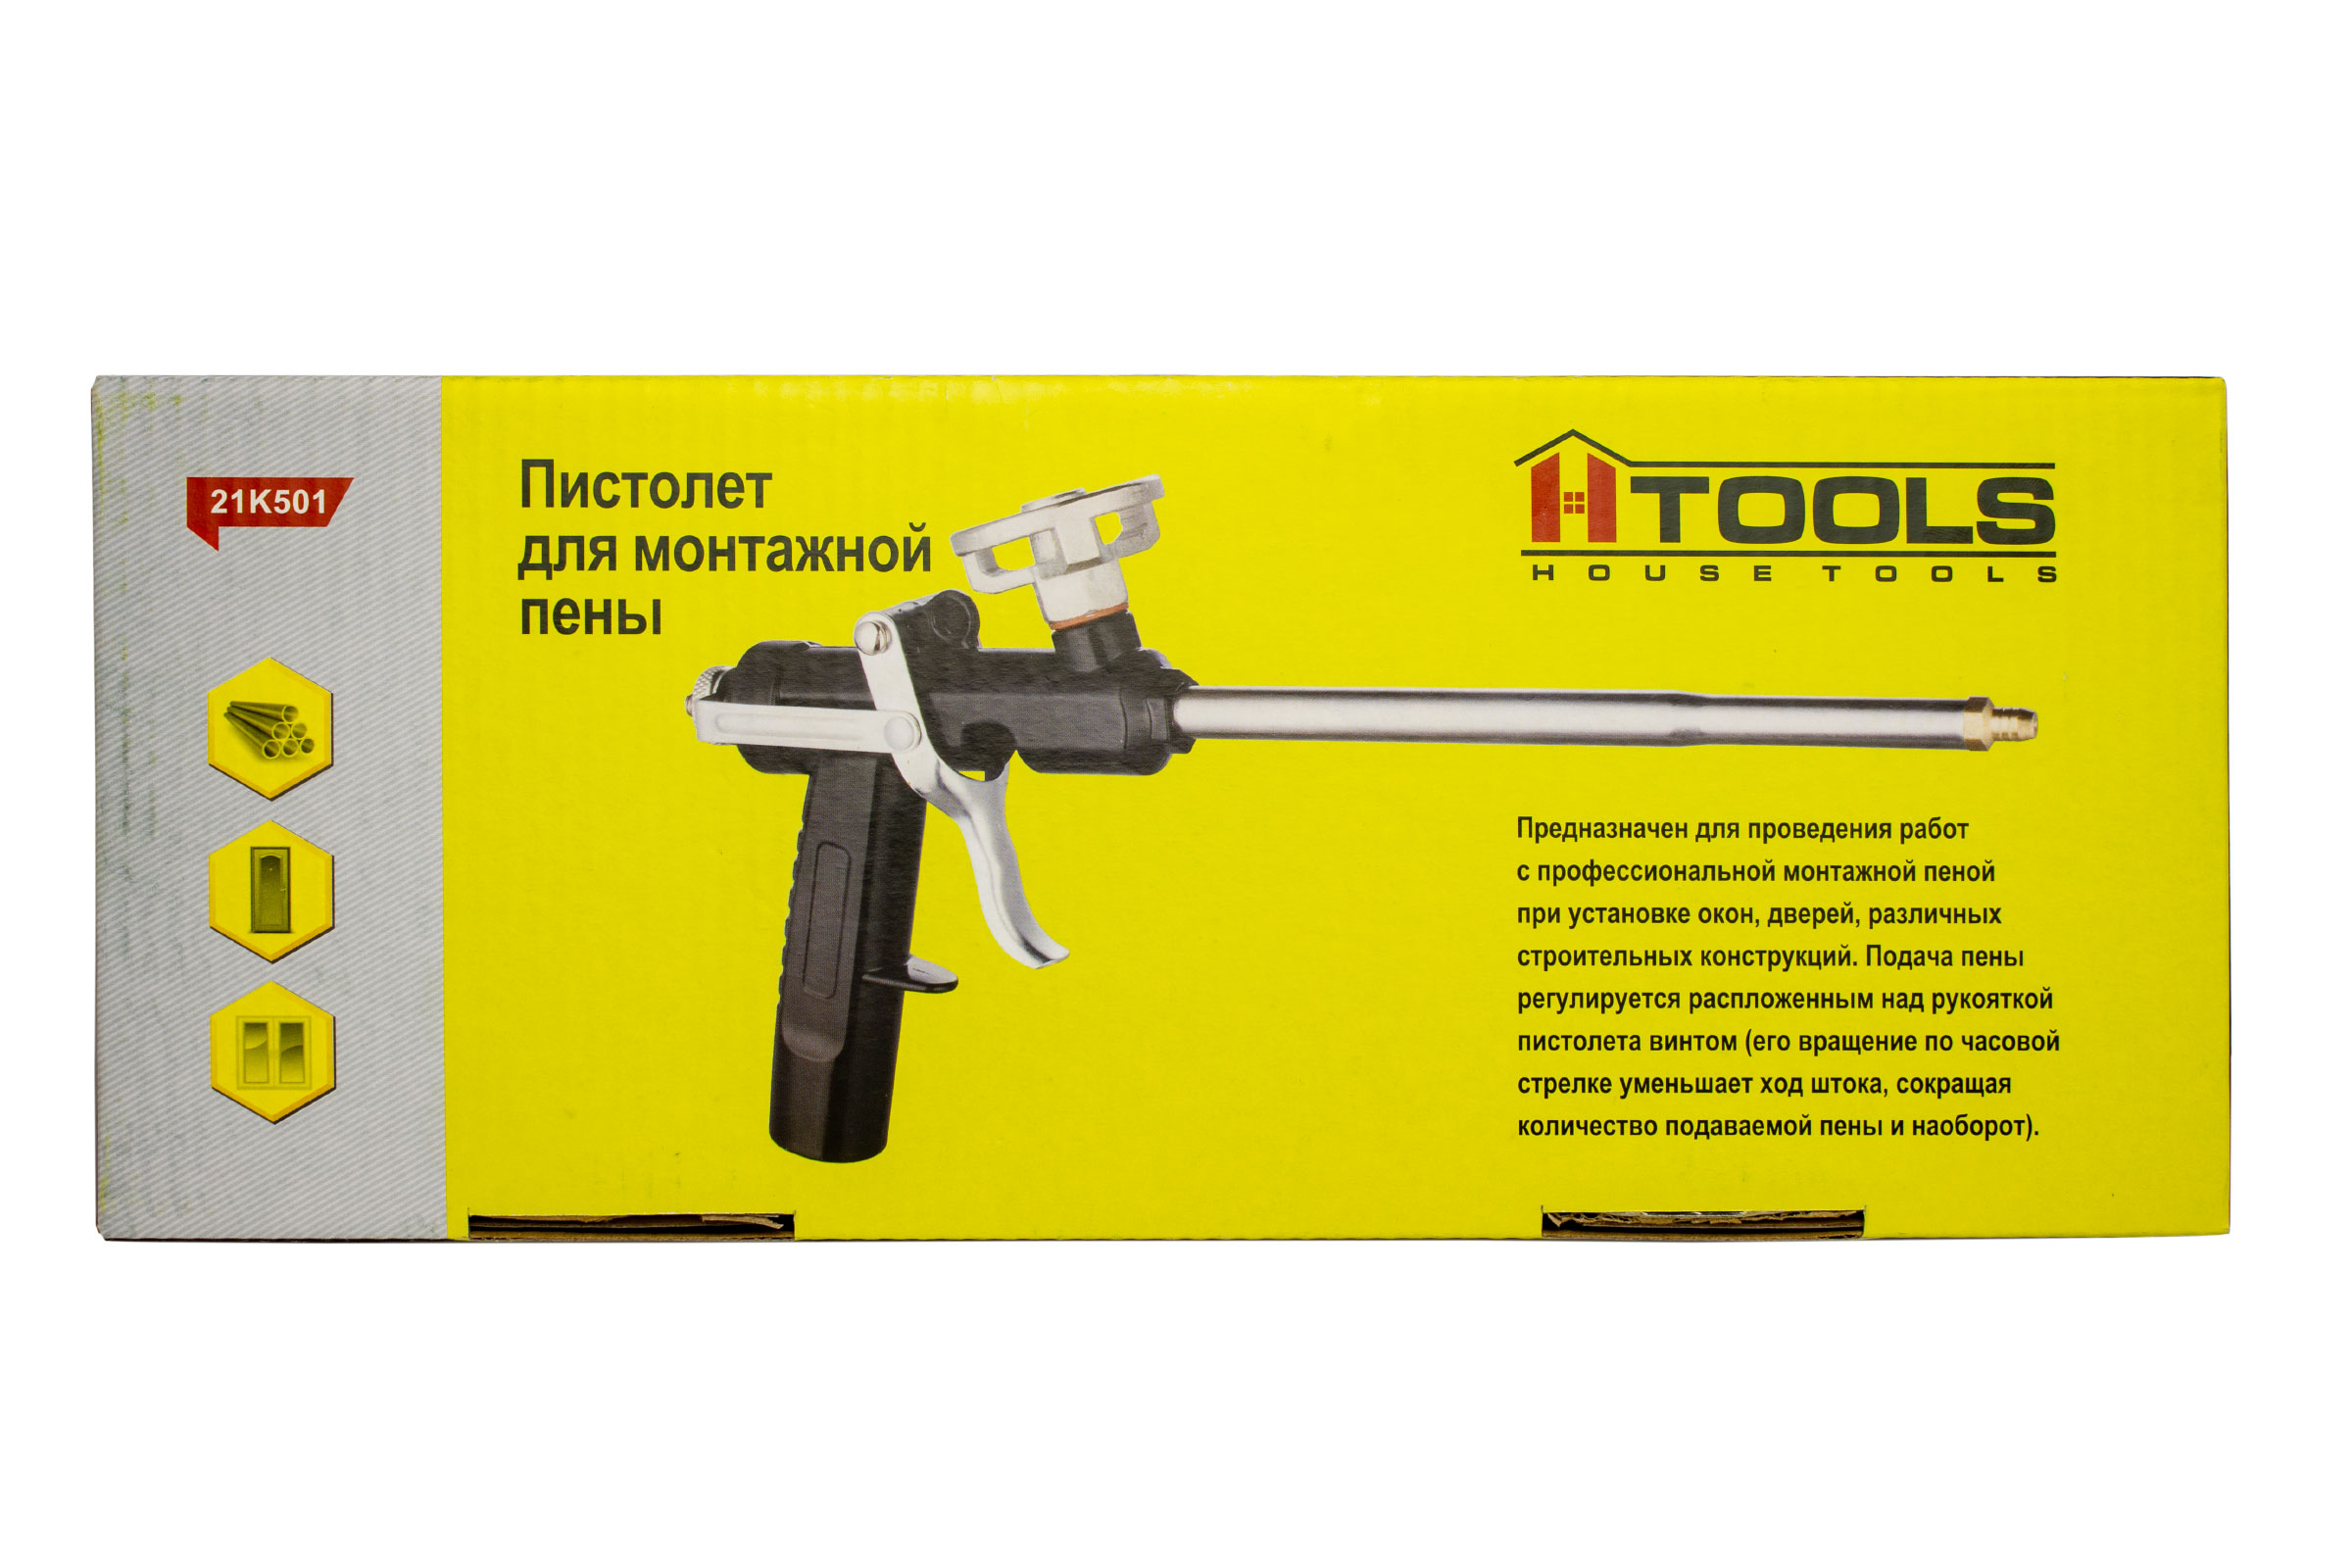 21K501
Пистолет
для монтажной
пены
HTOOLS
HOUSE TOOLS
Предназначен для проведения работ
с профессиональной монтажной пеной
при установке окон, дверей, различных
строительных конструкций. Подача пены
регулируется распложенным над рукояткой
пистолета винтом (его вращение по часовой
стрелке уменьшает ход штока, сокращая
количество подаваемой пены и наоборот).